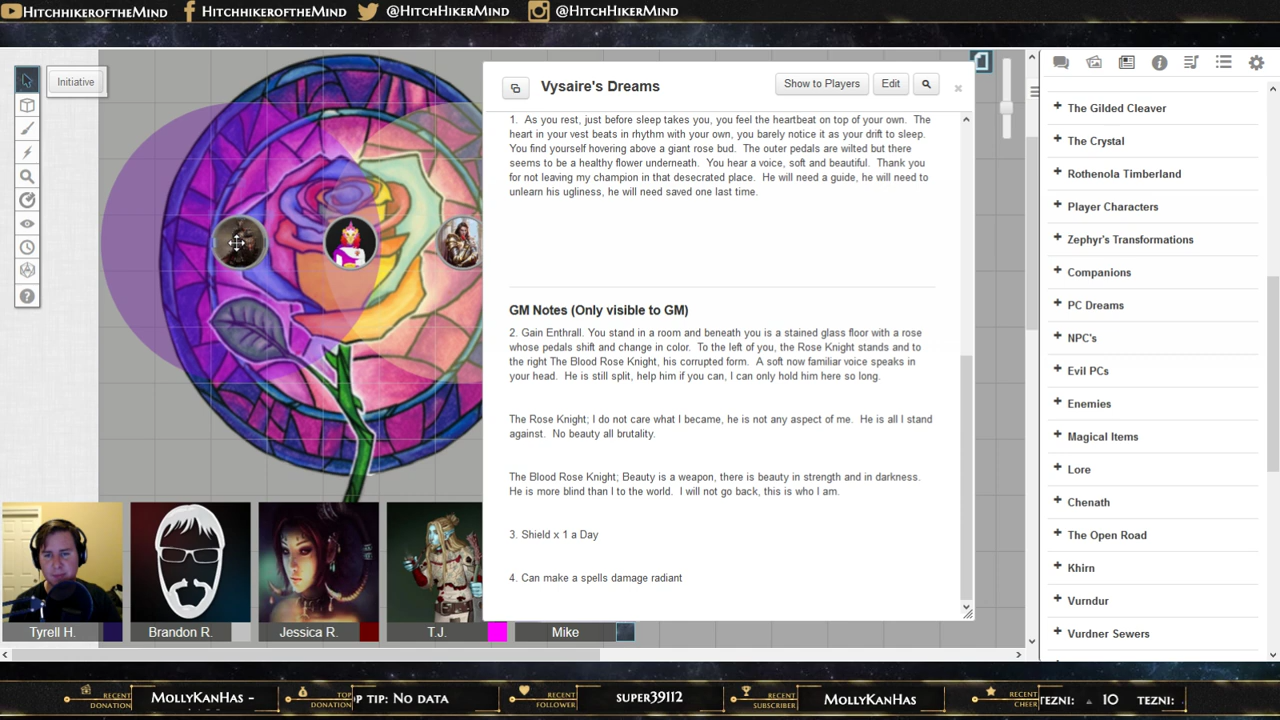 HITCHHIKEROFTHEMIND HITCHHIKEROFTHEMIND @HITCHHIKERMIND @HITCHHIKERMIND
Initiative
Vysaire's Dreams
Show to Players
Edit
1. As you rest, just before sleep takes you, you feel the heartbeat on top of your own. The
heart in your vest beats in rhythm with your own, you barely notice it as your drift to sleep.
You find yourself hovering above a giant rose bud. The outer pedals are wilted but there
seems to be a healthy flower underneath. You hear a voice, soft and beautiful. Thank you
for not leaving my champion in that desecrated place. He will need a guide, he will need to
unlearn his ugliness, he will need saved one last time.
GM Notes (Only visible to GM)
2. Gain Enthrall. You stand in a room and beneath you is a stained glass floor with a rose
whose pedals shift and change in color. To the left of you, the Rose Knight stands and to
the right The Blood Rose Knight, his corrupted form. A soft now familiar voice speaks in
your head. He is still split, help him if you can, I can only hold him here so long.
The Rose Knight; I do not care what I became, he is not any aspect of me. He is all I stand
against. No beauty all brutality.
The Blood Rose Knight; Beauty is a weapon, there is beauty in strength and in darkness.
He is more blind than I to the world. I will not go back, this is who I am.
3. Shield x 1 a Day
4. Can make a spells damage radiant
The Gilded Cleaver
The Crystal
Rothenola Timberland
Player Characters
Zephyr's Transformations
Companions
PC Dreams
NPC's
Evil PCs
Enemies
Magical Items
Lore
Chenath
The Open Road
Khirn
Vurndur
Vurdner Sewers
Tyrell H.
Brandon R.
Jessica R.
T.J.
Mike
RECENT DONATION MOLLYKANHAS -
TOP DONATION P TIP: NO DATA
RECENT FOLLOWER SUPER39112
RECENT SUBSCRIBER MOLLYKANHAS
RECENT CHEER TEZNI: 10 TEZNI: